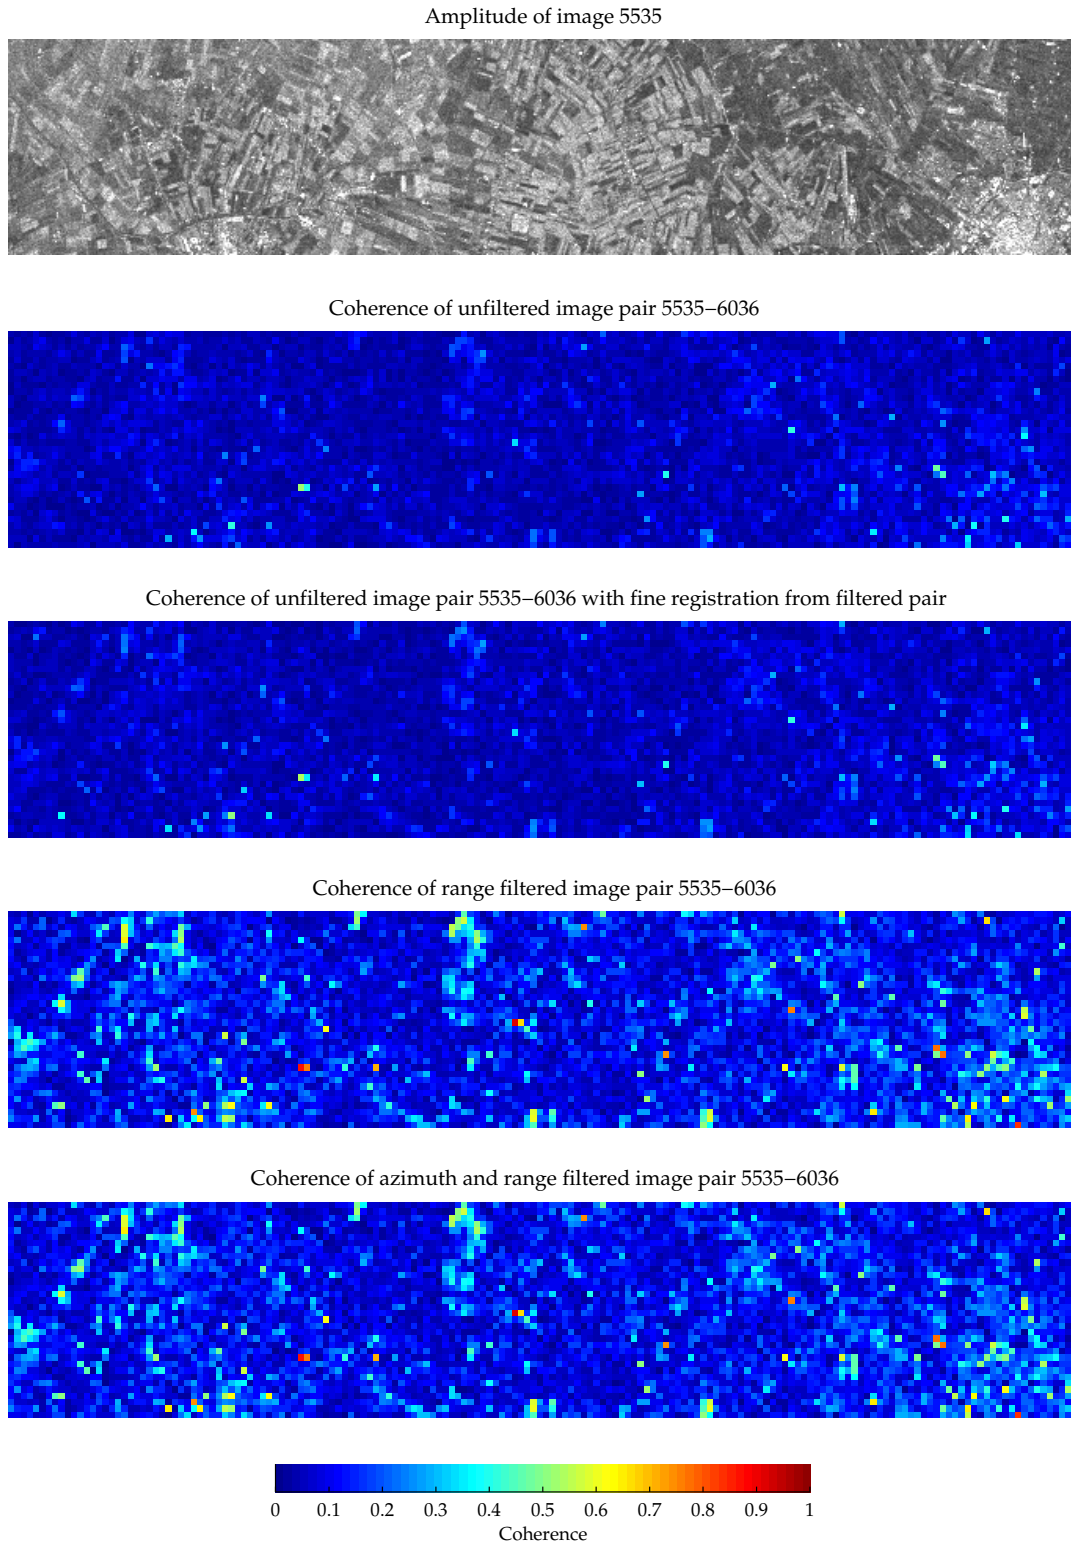 Amplitude of image 5535
Coherence of unfiltered image pair 5535−6036
Coherence of unfiltered image pair 5535−6036 with fine registration from filtered pair
Coherence of range filtered image pair 5535−6036
Coherence of azimuth and range filtered image pair 5535−6036
0 0.1 0.2 0.3 0.4 0.5 0.6 0.7 0.8 0.9 1
Coherence